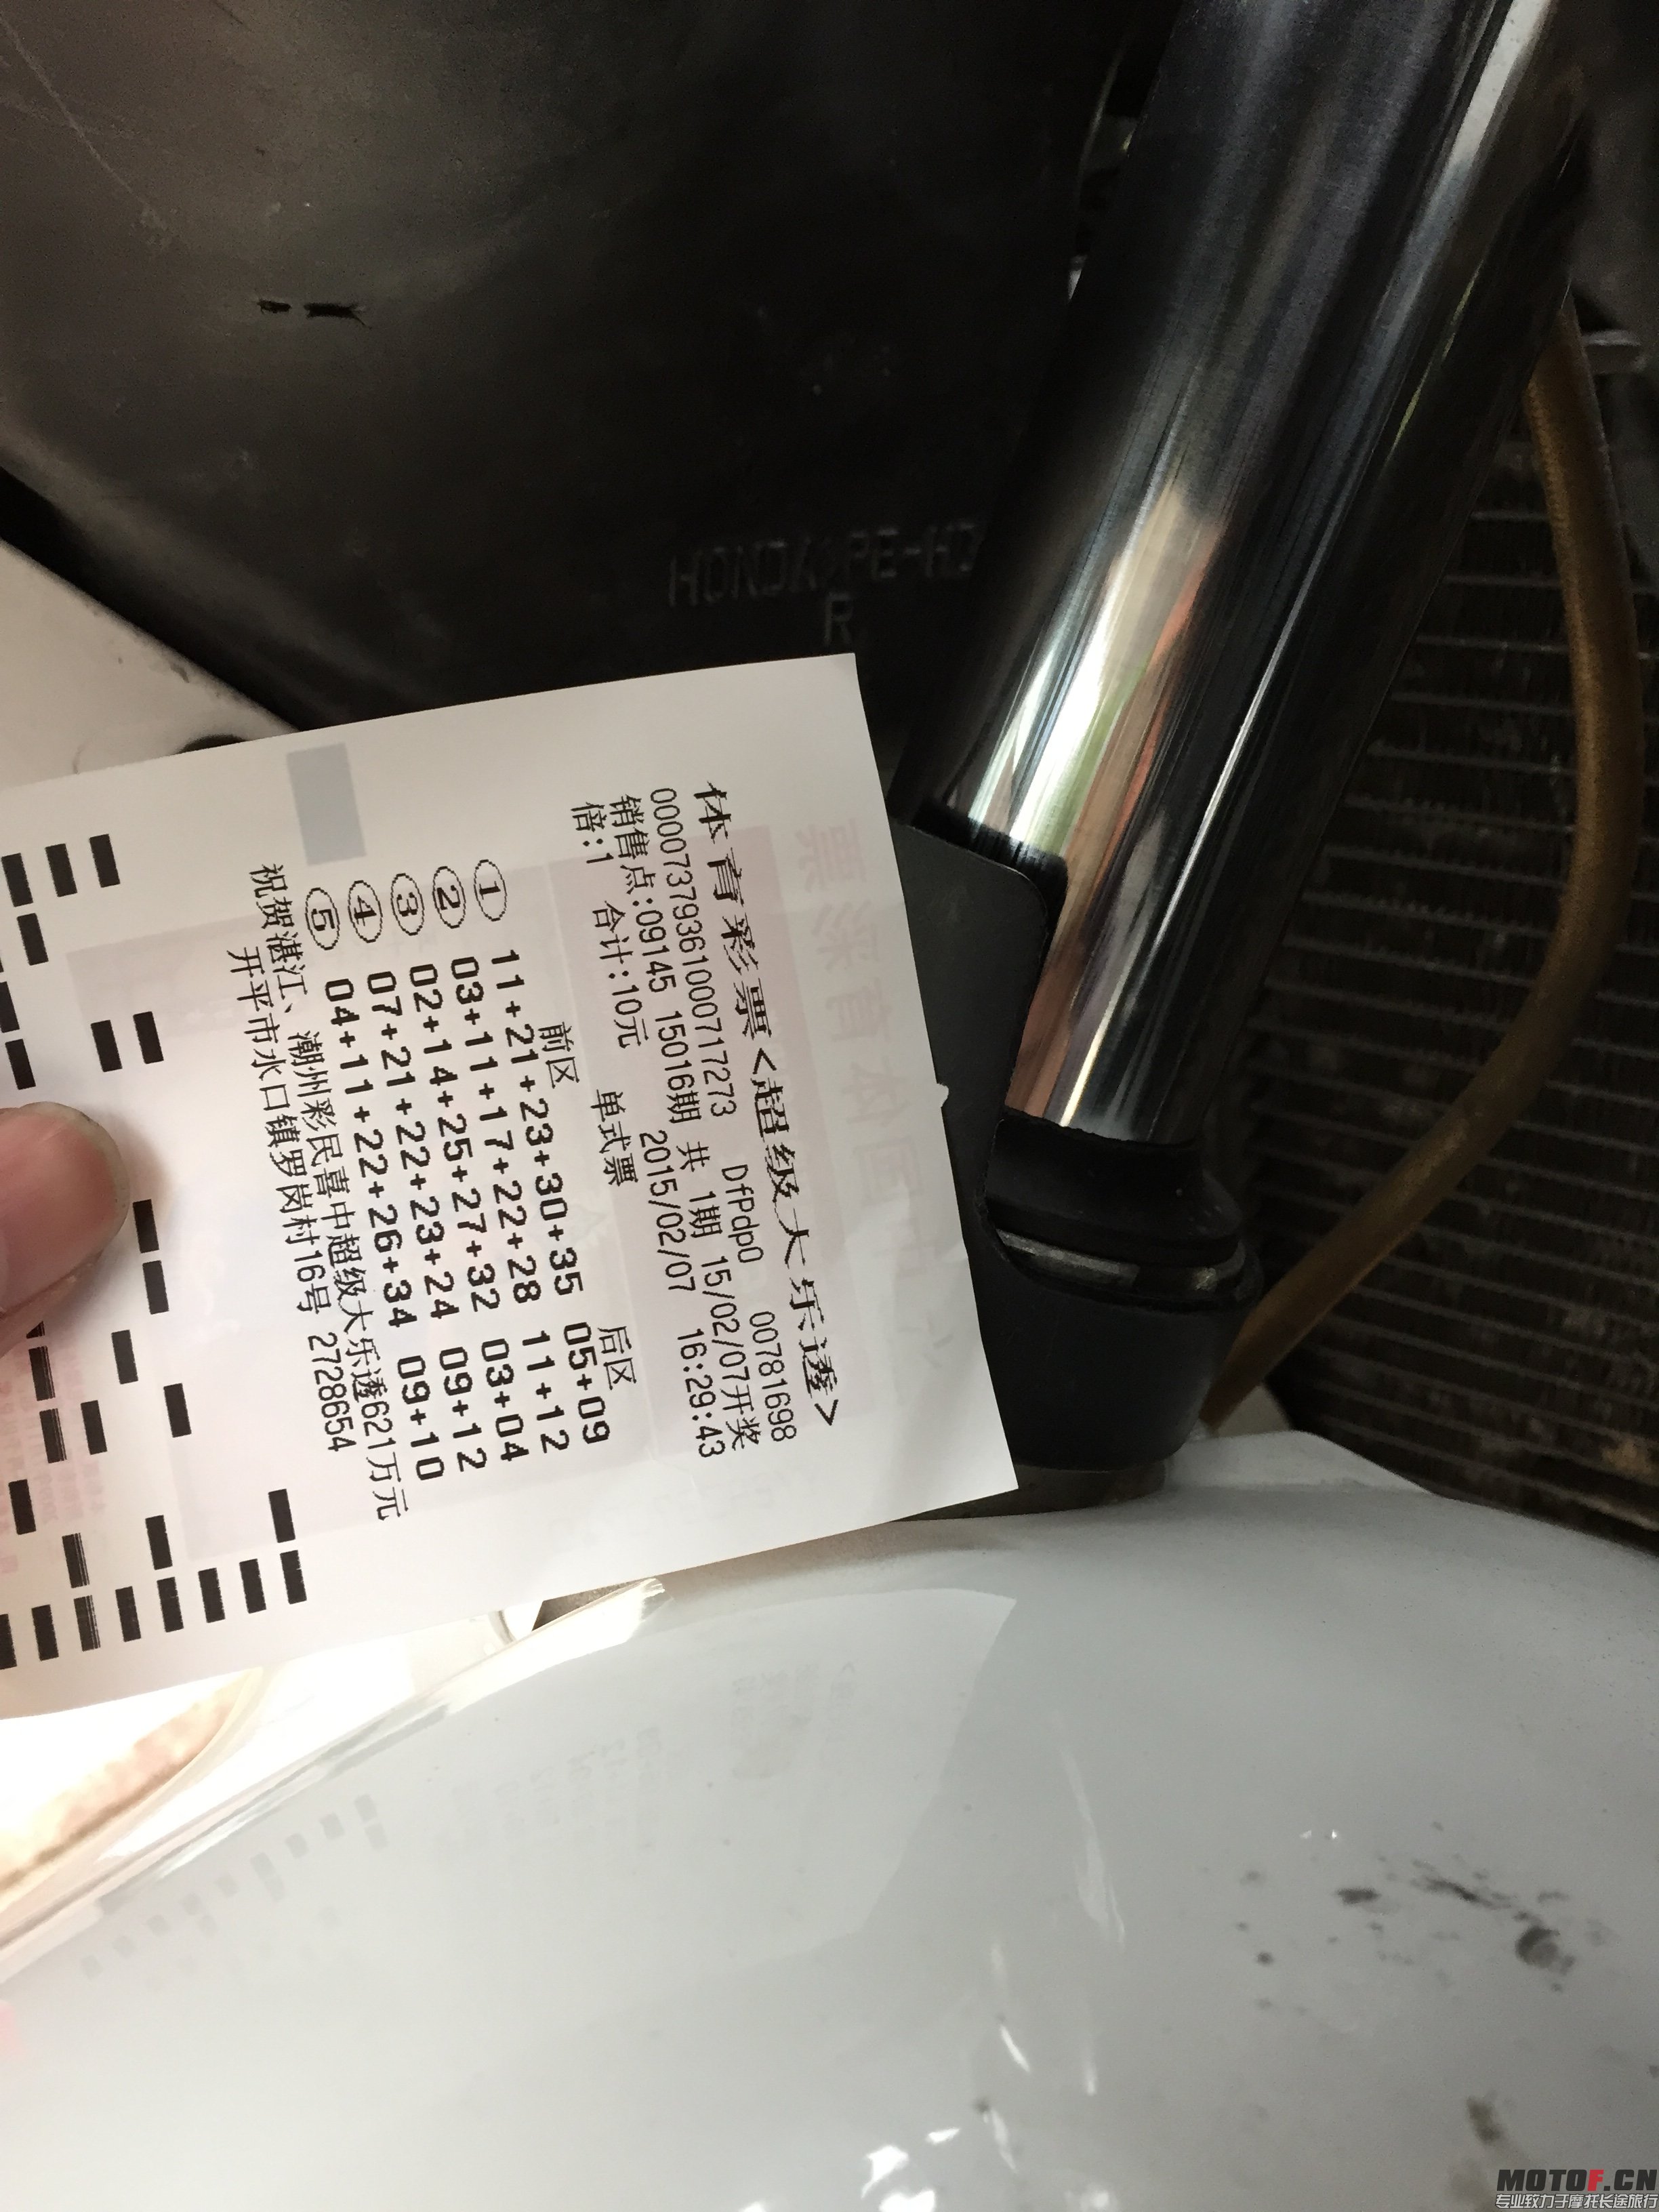 HONDA>PE-H
R
体育彩票<超级大乐透>
000073793610007172​73 DfPdp0 00781698
销售点:09145 15016期 共 1期 15/02/07开奖
倍:1 合计:10元 2015/02/07 16:29:43
单式票
前区 后区
① 11+21+23+30+35 05+09
② 03+11+17+22+28 11+12
③ 02+14+25+27+32 03+04
④ 07+21+22+23+24 09+12
⑤ 04+11+22+26+34 09+10
祝贺湛江、潮州彩民喜中超级大乐透621万元
开平市水口镇罗岗村16号 2728654
MOTOF.CN
专业致力于摩托长途旅行